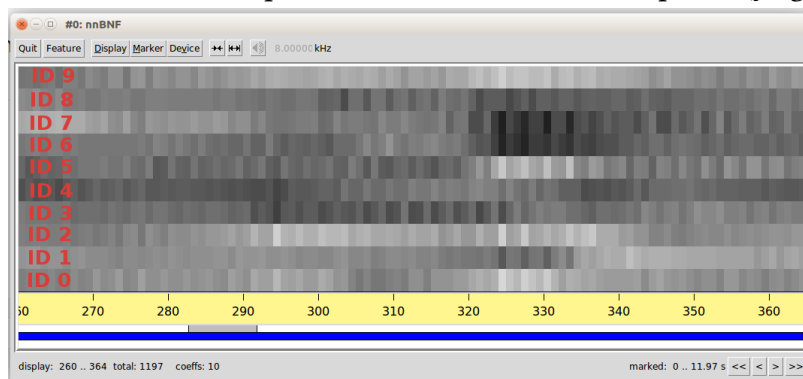 #0: nnBNF
Quit Feature Display Marker Device 8.00000 kHz
ID 9
ID 8
ID 7
ID 6
ID 5
ID 4
ID 3
ID 2
ID 1
ID 0
60 270 280 290 300 310 320 330 340 350 360
display: 260 .. 364 total: 1197 coeffs: 10 marked: 0 .. 11.97 s << < > >>